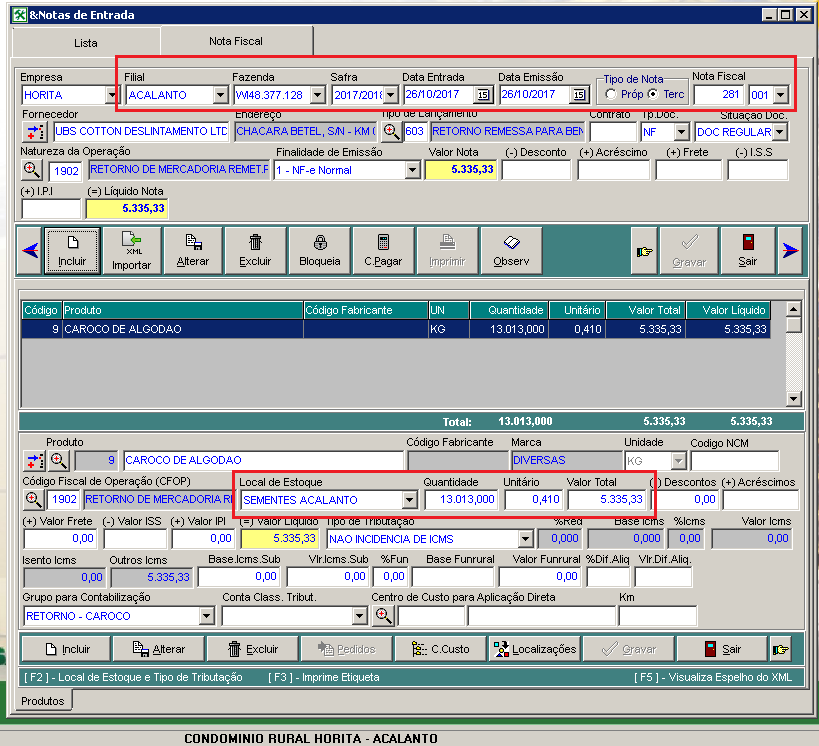 &Notas de Entrada
Lista Nota Fiscal
Empresa Filial Fazenda Safra Data Entrada Data Emissão Tipo de Nota Nota Fiscal
HORITA ACALANTO W\48.377.128 2017/201 26/10/2017 15 26/10/2017 15 Próp Terc 281 001
Fornecedor Endereço Tipo de Lançamento Contrato Tp.Doc. Situação Doc.
UBS COTTON DESLINTAMENTO LTD CHACARA BETEL, S/N - KM 603 RETORNO REMESSA PARA BEN NF DOC REGULAR
Natureza da Operação Finalidade de Emissão Valor Nota (-) Desconto (+) Acréscimo (+) Frete (-) I.S.S
1902 RETORNO DE MERCADORIA REMET.F 1 - NF-e Normal 5.335,33
(+) I.P.I (=) Líquido Nota
5.335,33
Incluir XML Importar Alterar Excluir Bloqueia C.Pagar Imprimir Observ Gravar Sair
Código Produto Código Fabricante UN Quantidade Unitário Valor Total Valor Líquido
9 CAROCO DE ALGODAO KG 13.013,000 0,410 5.335,33 5.335,33
Total: 13.013,000 5.335,33 5.335,33
Produto Código Fabricante Marca Unidade Codigo NCM
9 CAROCO DE ALGODAO DIVERSAS KG
Código Fiscal de Operação (CFOP) Local de Estoque Quantidade Unitário Valor Total Descontos (+) Acréscimos
1902 RETORNO DE MERCADORIA RE SEMENTES ACALANTO 13.013,000 0,410 5.335,33 0,00
(+) Valor Frete (-) Valor ISS (+) Valor IPI (=) Valor Líquido Tipo de Tributação %Red Base Icms %Icms Valor Icms
0,00 0,00 5.335,33 NAO INCIDENCIA DE ICMS 0,000 0,000 0,00 0,00
Isento Icms Outros Icms Base.Icms.Sub Vlr.Icms.Sub %Fun Base Funrural Valor Funrural %Dif.Aliq Vlr.Dif.Aliq.
0,00 5.335,33 0,00 0,00 0,00 0,00
Grupo para Contabilização Conta Class. Tribut. Centro de Custo para Aplicação Direta Km
RETORNO - CAROCO
Incluir Alterar Excluir Pedidos C.Custo Localizações Gravar Sair
[ F2 ] - Local de Estoque e Tipo de Tributação [ F3 ] - Imprime Etiqueta [ F5 ] - Visualiza Espelho do XML
Produtos
CONDOMINIO RURAL HORITA - ACALANTO